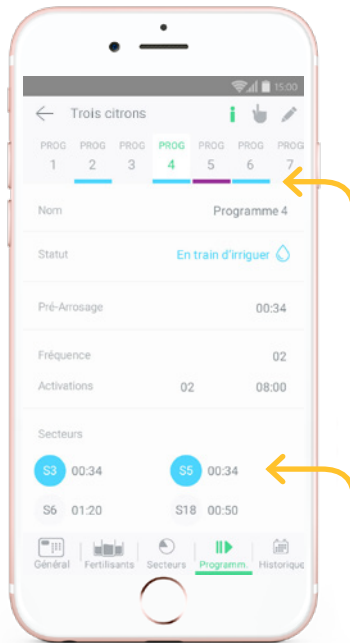 15:00
Trois citrons
PROG PROG PROG PROG PROG PROG PROG
1 2 3 4 5 6 7
Nom Programme 4
Statut En train d'irriguer
Pré-Arrosage 00:34
Fréquence 02
Activations 02 08:00
Secteurs
S3 00:34 S5 00:34
S6 01:20 S18 00:50
Général Fertilisants Secteurs Programm. Historique